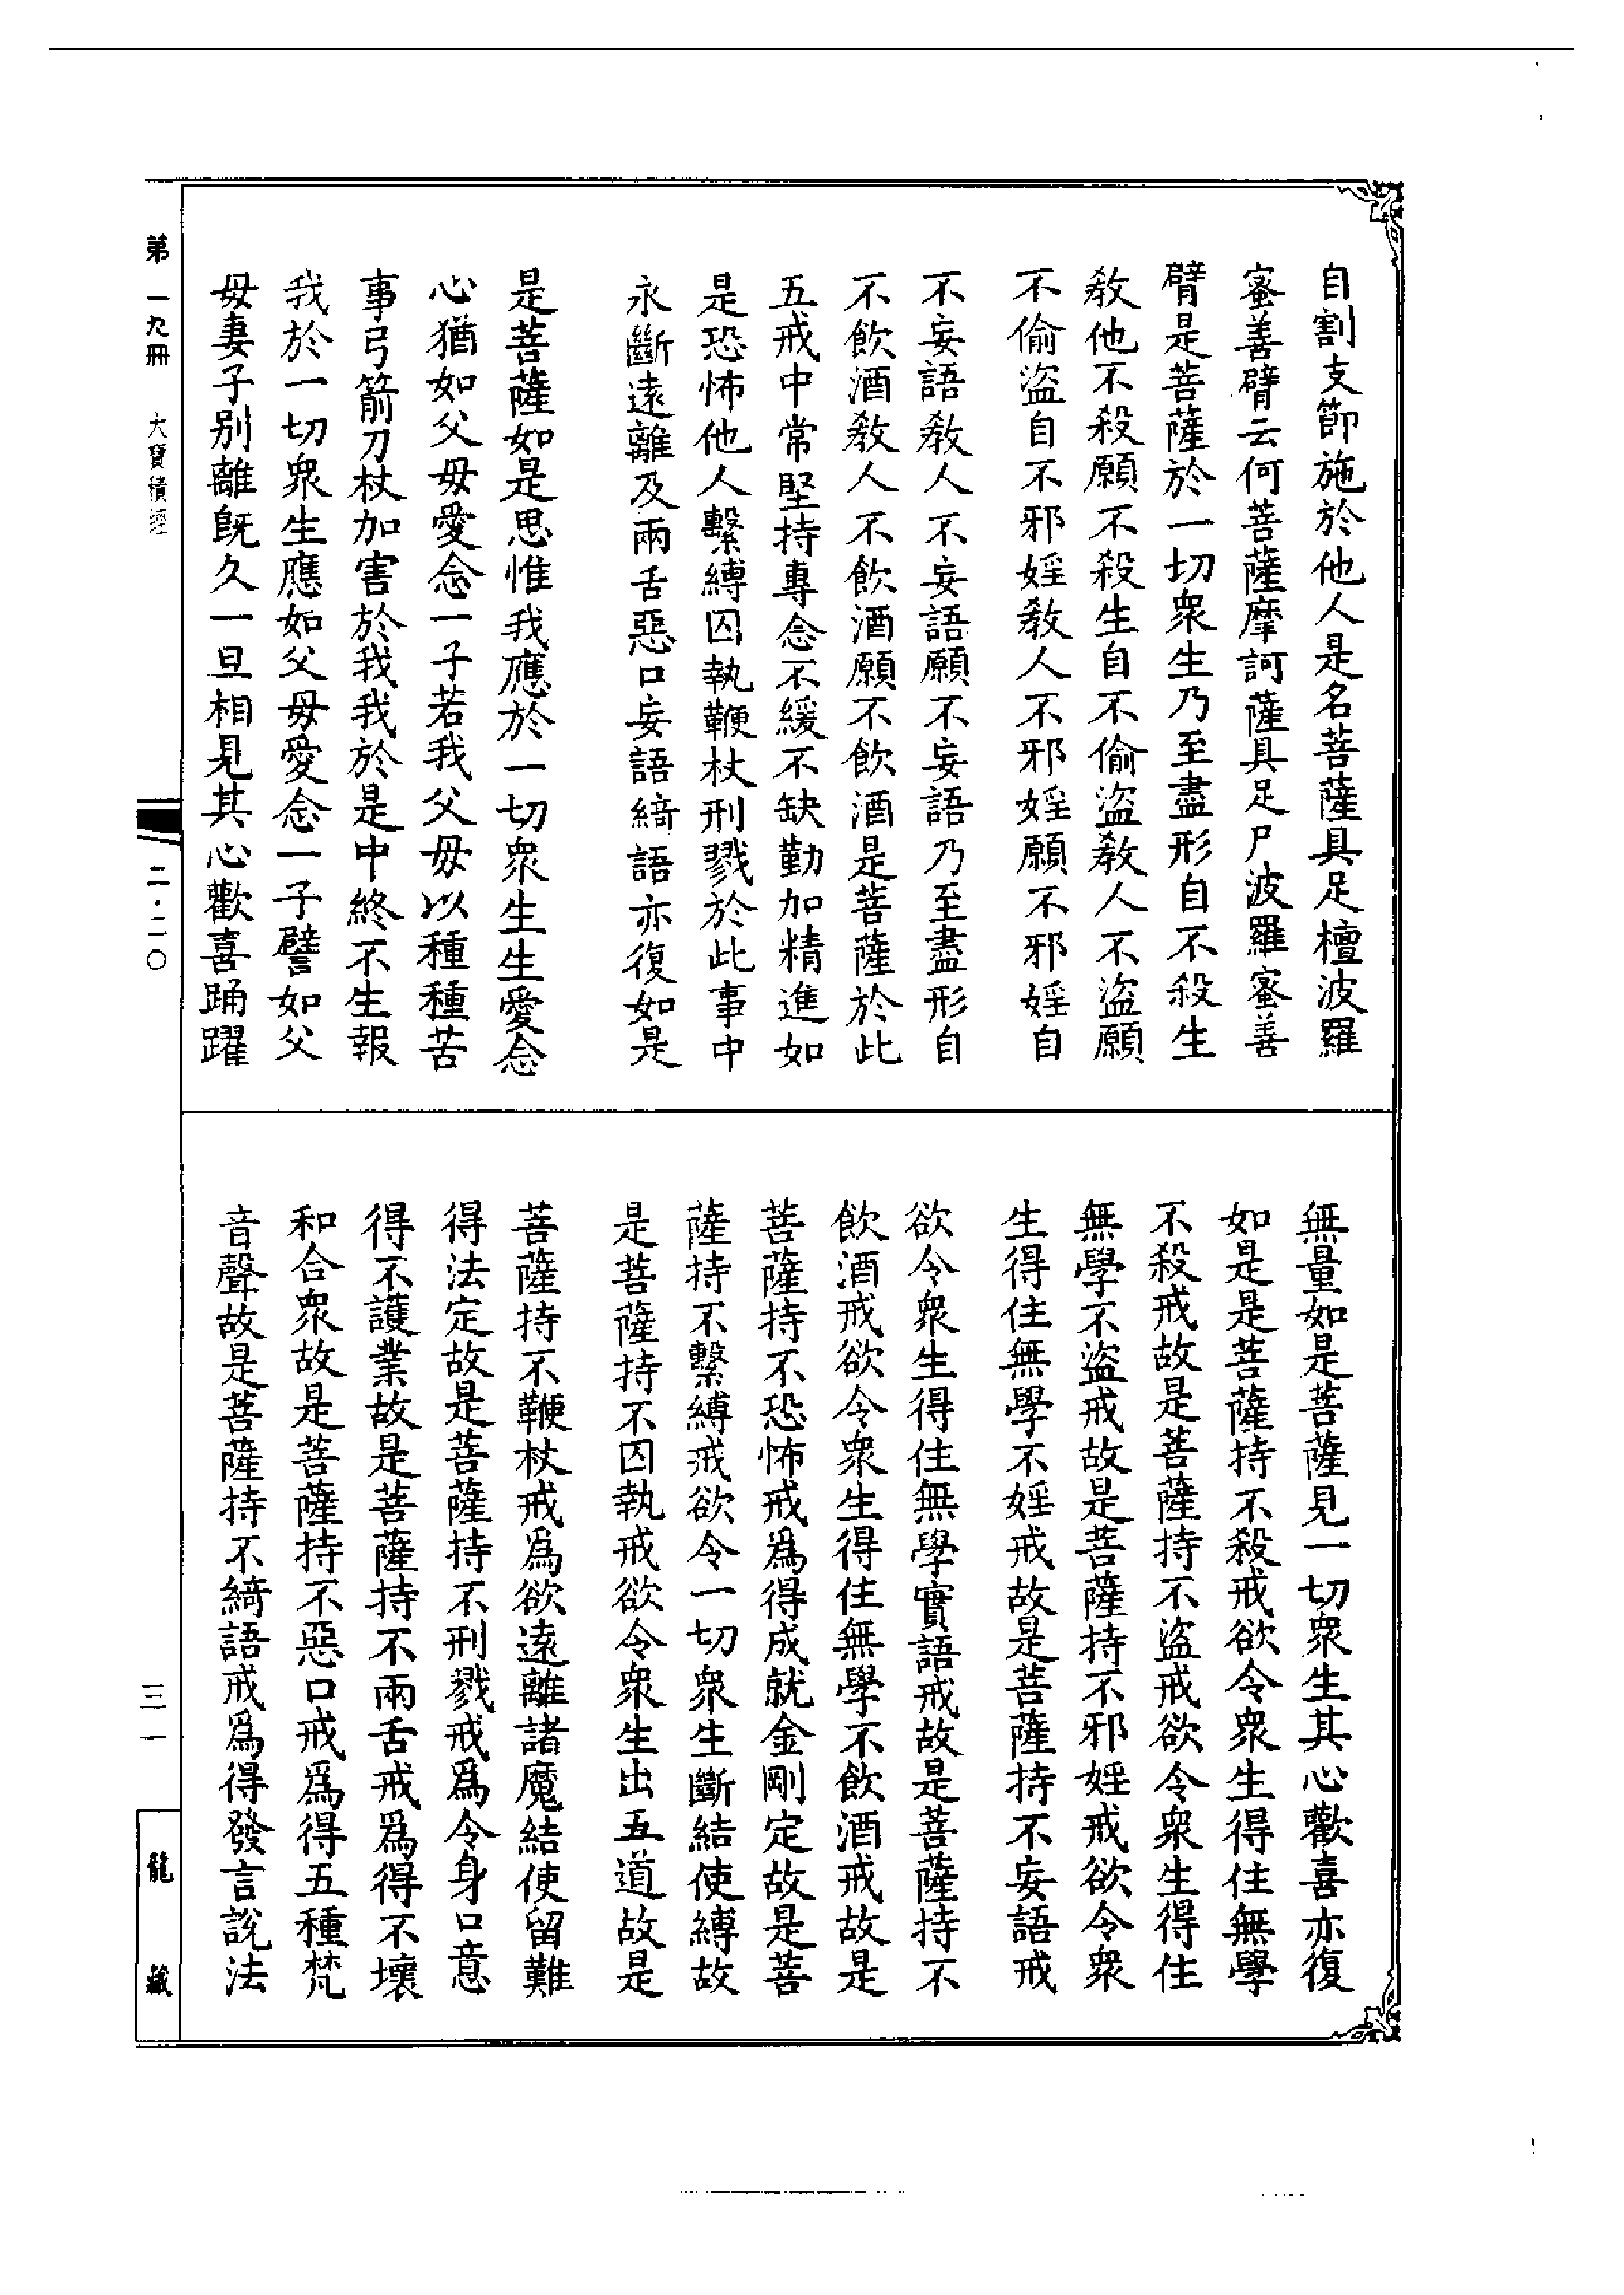 自割支節施於他人是名菩薩具足檀波羅
蜜善臂云何菩薩摩訶薩具足尸波羅蜜善
臂是菩薩於一切衆生乃至盡形自不殺生
敎他不殺願不殺生自不偷盜敎人不盜願
不偷盜自不邪婬敎人不邪婬願不邪婬自
不妄語敎人不妄語願不妄語乃至盡形自
不飲酒敎人不飲酒願不飲酒是菩薩於此
五戒中常堅持專念不緩不缺勤加精進如
是恐怖他人繫縛囚執鞭杖刑戮於此事中
永斷遠離及兩舌惡口妄語綺語亦復如是
是菩薩如是思惟我應於一切衆生生愛念
心猶如父母愛念一子若我父母以種種苦
事弓箭刀杖加害於我我於是中終不生報
我於一切衆生應如父母愛念一子譬如父
母妻子别離旣久一旦相見其心歡喜踊躍
無量如是菩薩見一切衆生其心歡喜亦復
如是是菩薩持不殺戒欲令衆生得住無學
不殺戒故是菩薩持不盜戒欲令衆生得住
無學不盜戒故是菩薩持不邪婬戒欲令衆
生得住無學不婬戒故是菩薩持不妄語戒
欲令衆生得住無學實語戒故是菩薩持不
飲酒戒欲令衆生得住無學不飲酒戒故是
菩薩持不恐怖戒爲得成就金剛定故是菩
薩持不繫縛戒欲令一切衆生斷結使縛故
是菩薩持不囚執戒欲令衆生出五道故是
菩薩持不鞭杖戒爲欲遠離諸魔結使留難
得法定故是菩薩持不刑戮戒爲令身口意
得不護業故是菩薩持不兩舌戒爲得不壞
和合衆故是菩薩持不惡口戒爲得五種梵
音聲故是菩薩持不綺語戒爲得發言說法
第一九冊 大寶積經 二·二〇 三一 龍藏